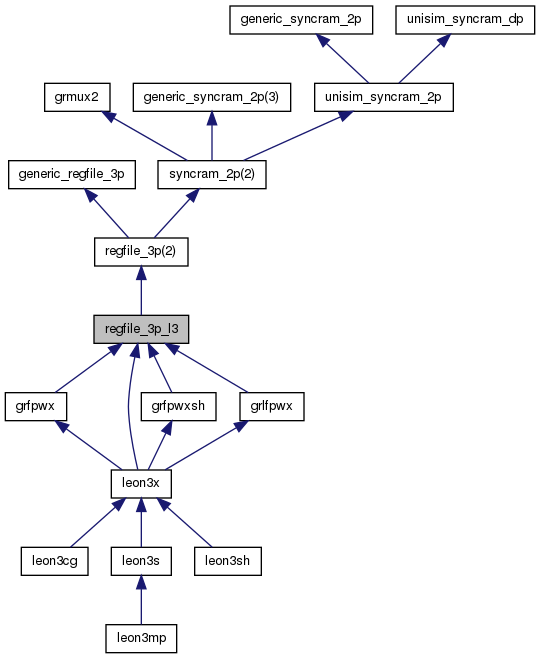 generic_syncram_2p
unisim_syncram_dp
grmux2
generic_syncram_2p(3)
unisim_syncram_2p
generic_regfile_3p
syncram_2p(2)
regfile_3p(2)
regfile_3p_l3
grfpwx
grfpwxsh
grlfpwx
leon3x
leon3cg
leon3s
leon3sh
leon3mp